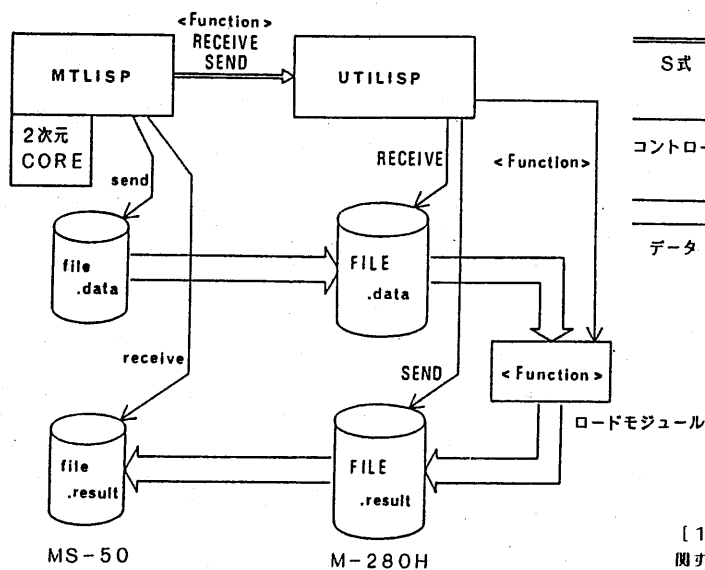 <Function>
RECEIVE
SEND
MTLISP
UTILISP
S式
2次元
CORE
コントロー
RECEIVE
<Function>
send
データ
file
.data
FILE
.data
receive
SEND
<Function>
ロードモジュール
file
.result
FILE
.result
[1
関す
MS-50
M-280H